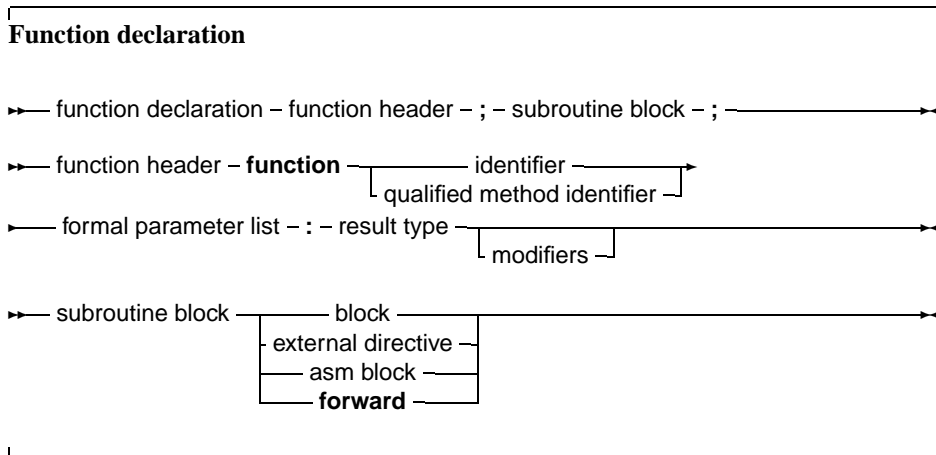 Function declaration
function declaration function header ; subroutine block ;
function header function identifier
qualified method identifier
formal parameter list : result type
modifiers
subroutine block block
external directive
asm block
forward